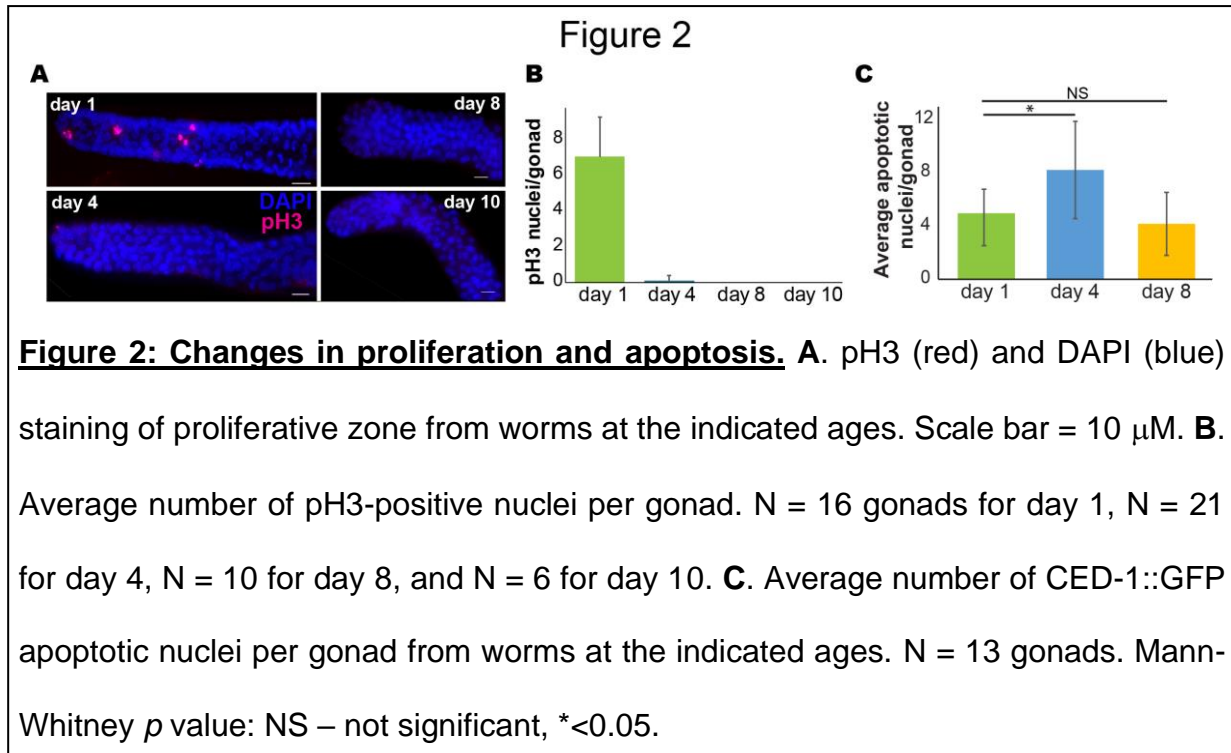 Figure 2
A
day 1
day 8
day 4
DAPI
pH3
day 10
B
pH3 nuclei/gonad
8
6
4
2
0
day 1 day 4 day 8 day 10
C
Average apoptotic
nuclei/gonad
12
8
4
0
NS
*
day 1 day 4 day 8
Figure 2: Changes in proliferation and apoptosis. A. pH3 (red) and DAPI (blue)
staining of proliferative zone from worms at the indicated ages. Scale bar = 10 μM. B.
Average number of pH3-positive nuclei per gonad. N = 16 gonads for day 1, N = 21
for day 4, N = 10 for day 8, and N = 6 for day 10. C. Average number of CED-1::GFP
apoptotic nuclei per gonad from worms at the indicated ages. N = 13 gonads. Mann-
Whitney p value: NS – not significant, *<0.05.